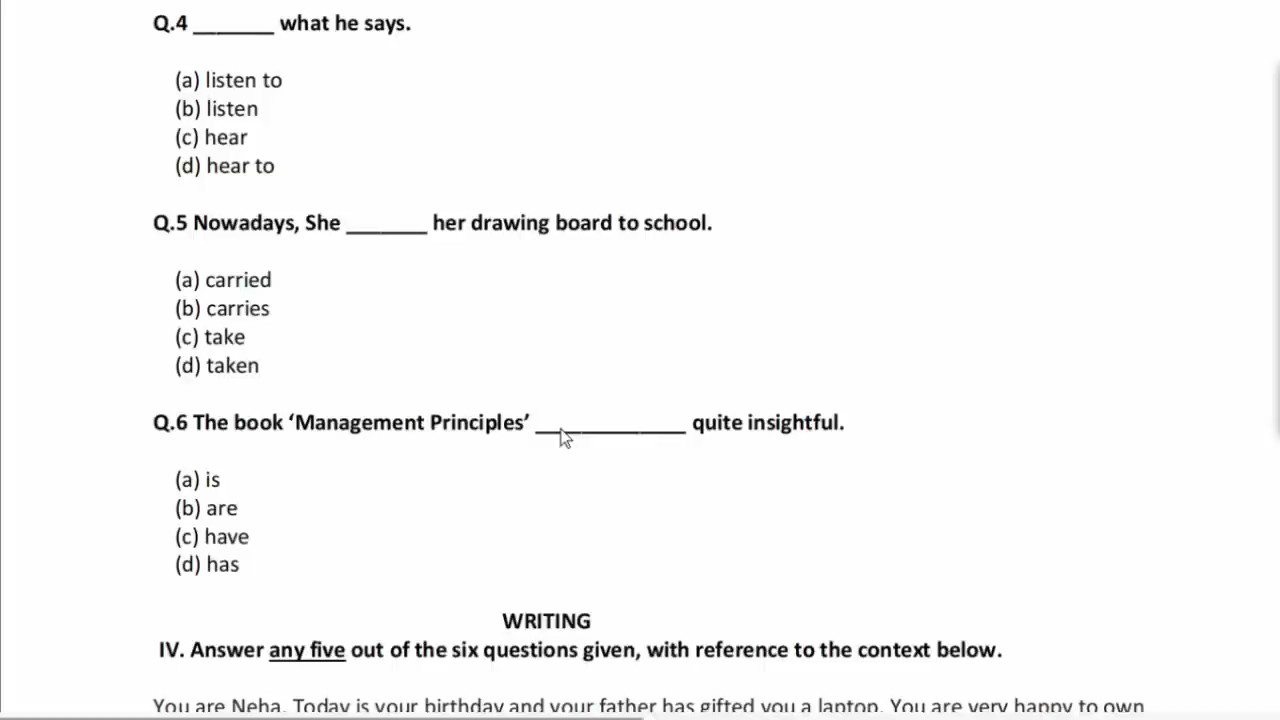 Q.4 _______ what he says.
(a) listen to
(b) listen
(c) hear
(d) hear to
Q.5 Nowadays, She _______ her drawing board to school.
(a) carried
(b) carries
(c) take
(d) taken
Q.6 The book ‘Management Principles’ _____________ quite insightful.
(a) is
(b) are
(c) have
(d) has
WRITING
IV. Answer any five out of the six questions given, with reference to the context below.
You are Neha. Today is your birthday and your father has gifted you a laptop. You are very happy to own